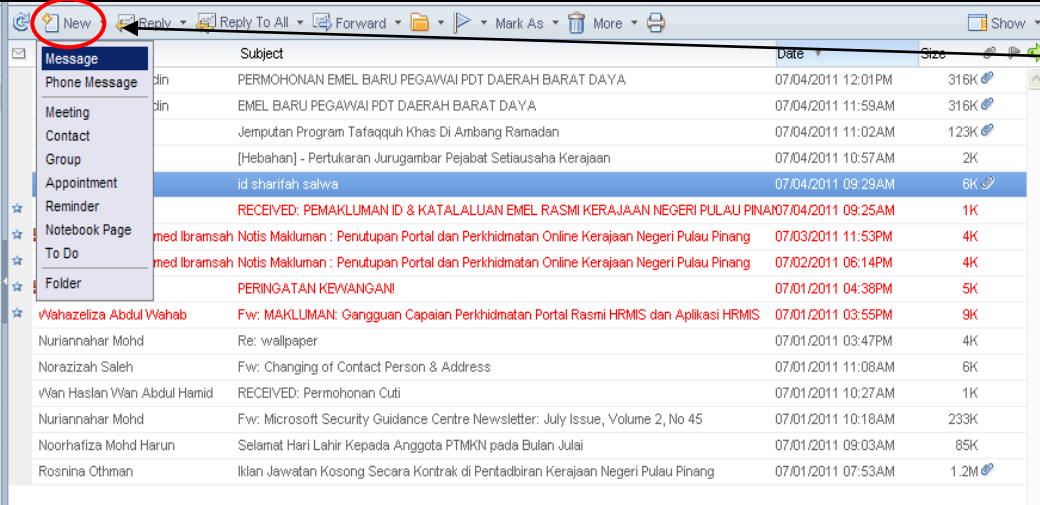 New Reply Reply To All Forward Mark As More Show
Subject Date Size
Message
Phone Message
Meeting
Contact
Group
Appointment
Reminder
Notebook Page
To Do
Folder
din PERMOHONAN EMEL BARU PEGAWAI PDT DAERAH BARAT DAYA 07/04/2011 12:01PM 316K
din EMEL BARU PEGAWAI PDT DAERAH BARAT DAYA 07/04/2011 11:59AM 316K
Jemputan Program Tafaqquh Khas Di Ambang Ramadan 07/04/2011 11:02AM 123K
[Hebahan] - Pertukaran Jurugambar Pejabat Setiausaha Kerajaan 07/04/2011 10:57AM 2K
id sharifah salwa 07/04/2011 09:29AM 6K
RECEIVED: PEMAKLUMAN ID & KATALALUAN EMEL RASMI KERAJAAN NEGERI PULAU PINAN 07/04/2011 09:25AM 1K
med Ibramsah Notis Makluman : Penutupan Portal dan Perkhidmatan Online Kerajaan Negeri Pulau Pinang 07/03/2011 11:53PM 4K
med Ibramsah Notis Makluman : Penutupan Portal dan Perkhidmatan Online Kerajaan Negeri Pulau Pinang 07/02/2011 06:14PM 4K
PERINGATAN KEWANGAN! 07/01/2011 04:38PM 5K
Wahazeliza Abdul Wahab Fw: MAKLUMAN: Gangguan Capaian Perkhidmatan Portal Rasmi HRMIS dan Aplikasi HRMIS 07/01/2011 03:55PM 9K
Nuriannahar Mohd Re: wallpaper 07/01/2011 03:47PM 4K
Norazizah Saleh Fw: Changing of Contact Person & Address 07/01/2011 11:08AM 6K
Wan Haslan Wan Abdul Hamid RECEIVED: Permohonan Cuti 07/01/2011 10:27AM 1K
Nuriannahar Mohd Fw: Microsoft Security Guidance Centre Newsletter: July Issue, Volume 2, No 45 07/01/2011 10:18AM 233K
Noorhafiza Mohd Harun Selamat Hari Lahir Kepada Anggota PTMKN pada Bulan Julai 07/01/2011 09:03AM 85K
Rosnina Othman Iklan Jawatan Kosong Secara Kontrak di Pentadbiran Kerajaan Negeri Pulau Pinang 07/01/2011 07:53AM 1.2M